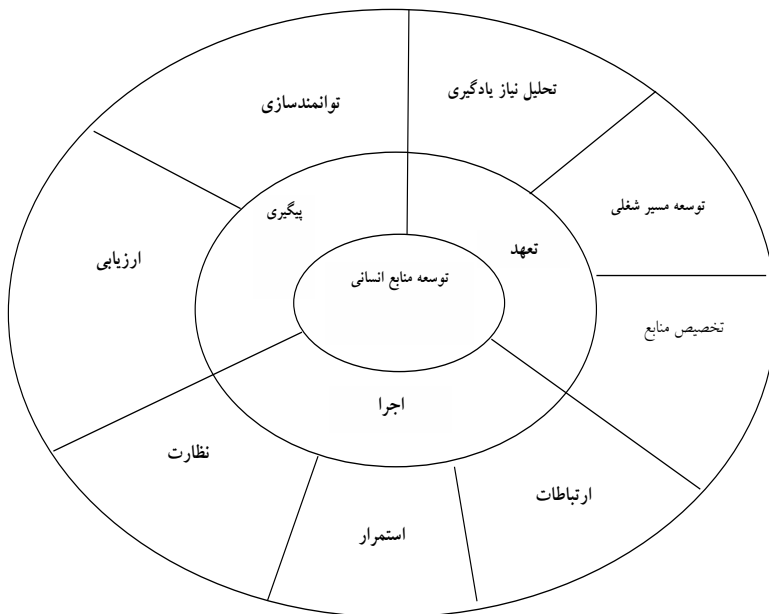 تحلیل نیاز یادگیری
توانمندسازی
توسعه مسیر شغلی
پیگیری
تعهد
ارزیابی
توسعه منابع انسانی
تخصیص منابع
اجرا
نظارت
ارتباطات
استمرار